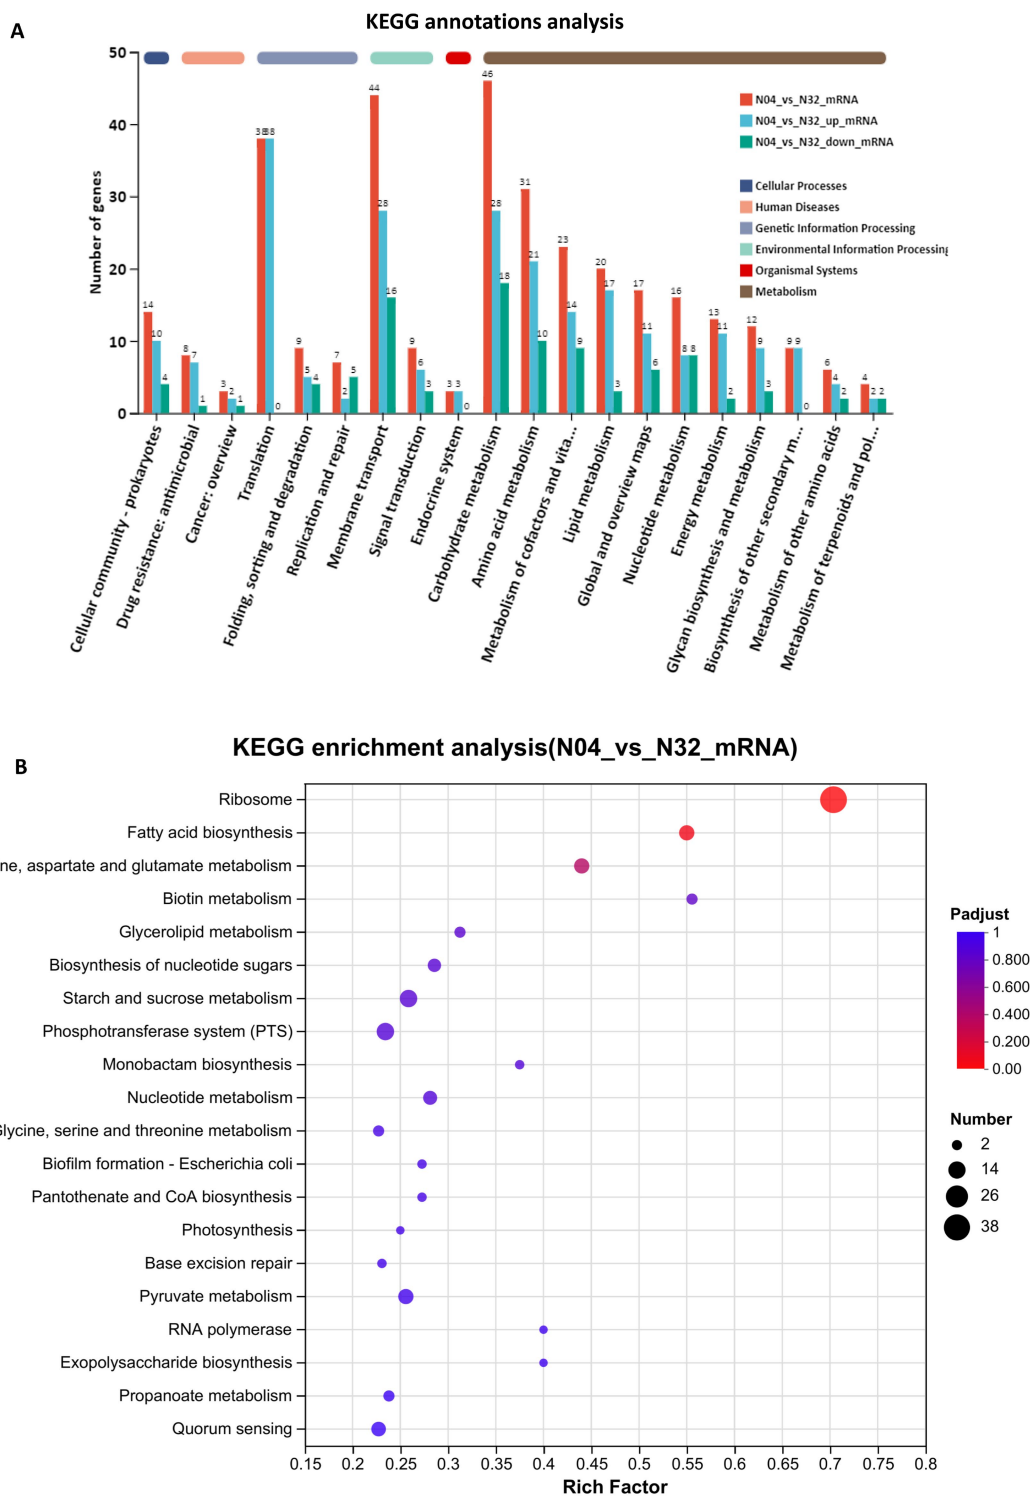 A
KEGG annotations analysis
Number of genes
50
40
30
20
10
0
14
10
4
8
7
1
3
2
1
38
38
0
9
5
4
7
2
5
44
28
16
9
6
3
3
3
0
46
28
18
31
21
10
23
14
9
20
17
3
17
11
6
16
8
8
13
11
2
12
9
3
9
9
0
6
4
2
4
2
2
N04_vs_N32_mRNA
N04_vs_N32_up_mRNA
N04_vs_N32_down_mRNA
Cellular Processes
Human Diseases
Genetic Information Processing
Environmental Information Processing
Organismal Systems
Metabolism
Cellular community - prokaryotes
Drug resistance: antimicrobial
Cancer: overview
Translation
Folding, sorting and degradation
Replication and repair
Membrane transport
Signal transduction
Endocrine system
Carbohydrate metabolism
Amino acid metabolism
Metabolism of cofactors and vita...
Lipid metabolism
Global and overview maps
Nucleotide metabolism
Energy metabolism
Glycan biosynthesis and metabolism
Biosynthesis of other secondary m...
Metabolism of other amino acids
Metabolism of terpenoids and pol...
B
KEGG enrichment analysis(N04_vs_N32_mRNA)
Ribosome
Fatty acid biosynthesis
ne, aspartate and glutamate metabolism
Biotin metabolism
Glycerolipid metabolism
Biosynthesis of nucleotide sugars
Starch and sucrose metabolism
Phosphotransferase system (PTS)
Monobactam biosynthesis
Nucleotide metabolism
Glycine, serine and threonine metabolism
Biofilm formation - Escherichia coli
Pantothenate and CoA biosynthesis
Photosynthesis
Base excision repair
Pyruvate metabolism
RNA polymerase
Exopolysaccharide biosynthesis
Propanoate metabolism
Quorum sensing
0.15 0.2 0.25 0.3 0.35 0.4 0.45 0.5 0.55 0.6 0.65 0.7 0.75 0.8
Rich Factor
Padjust
1
0.800
0.600
0.400
0.200
0.00
Number
2
14
26
38